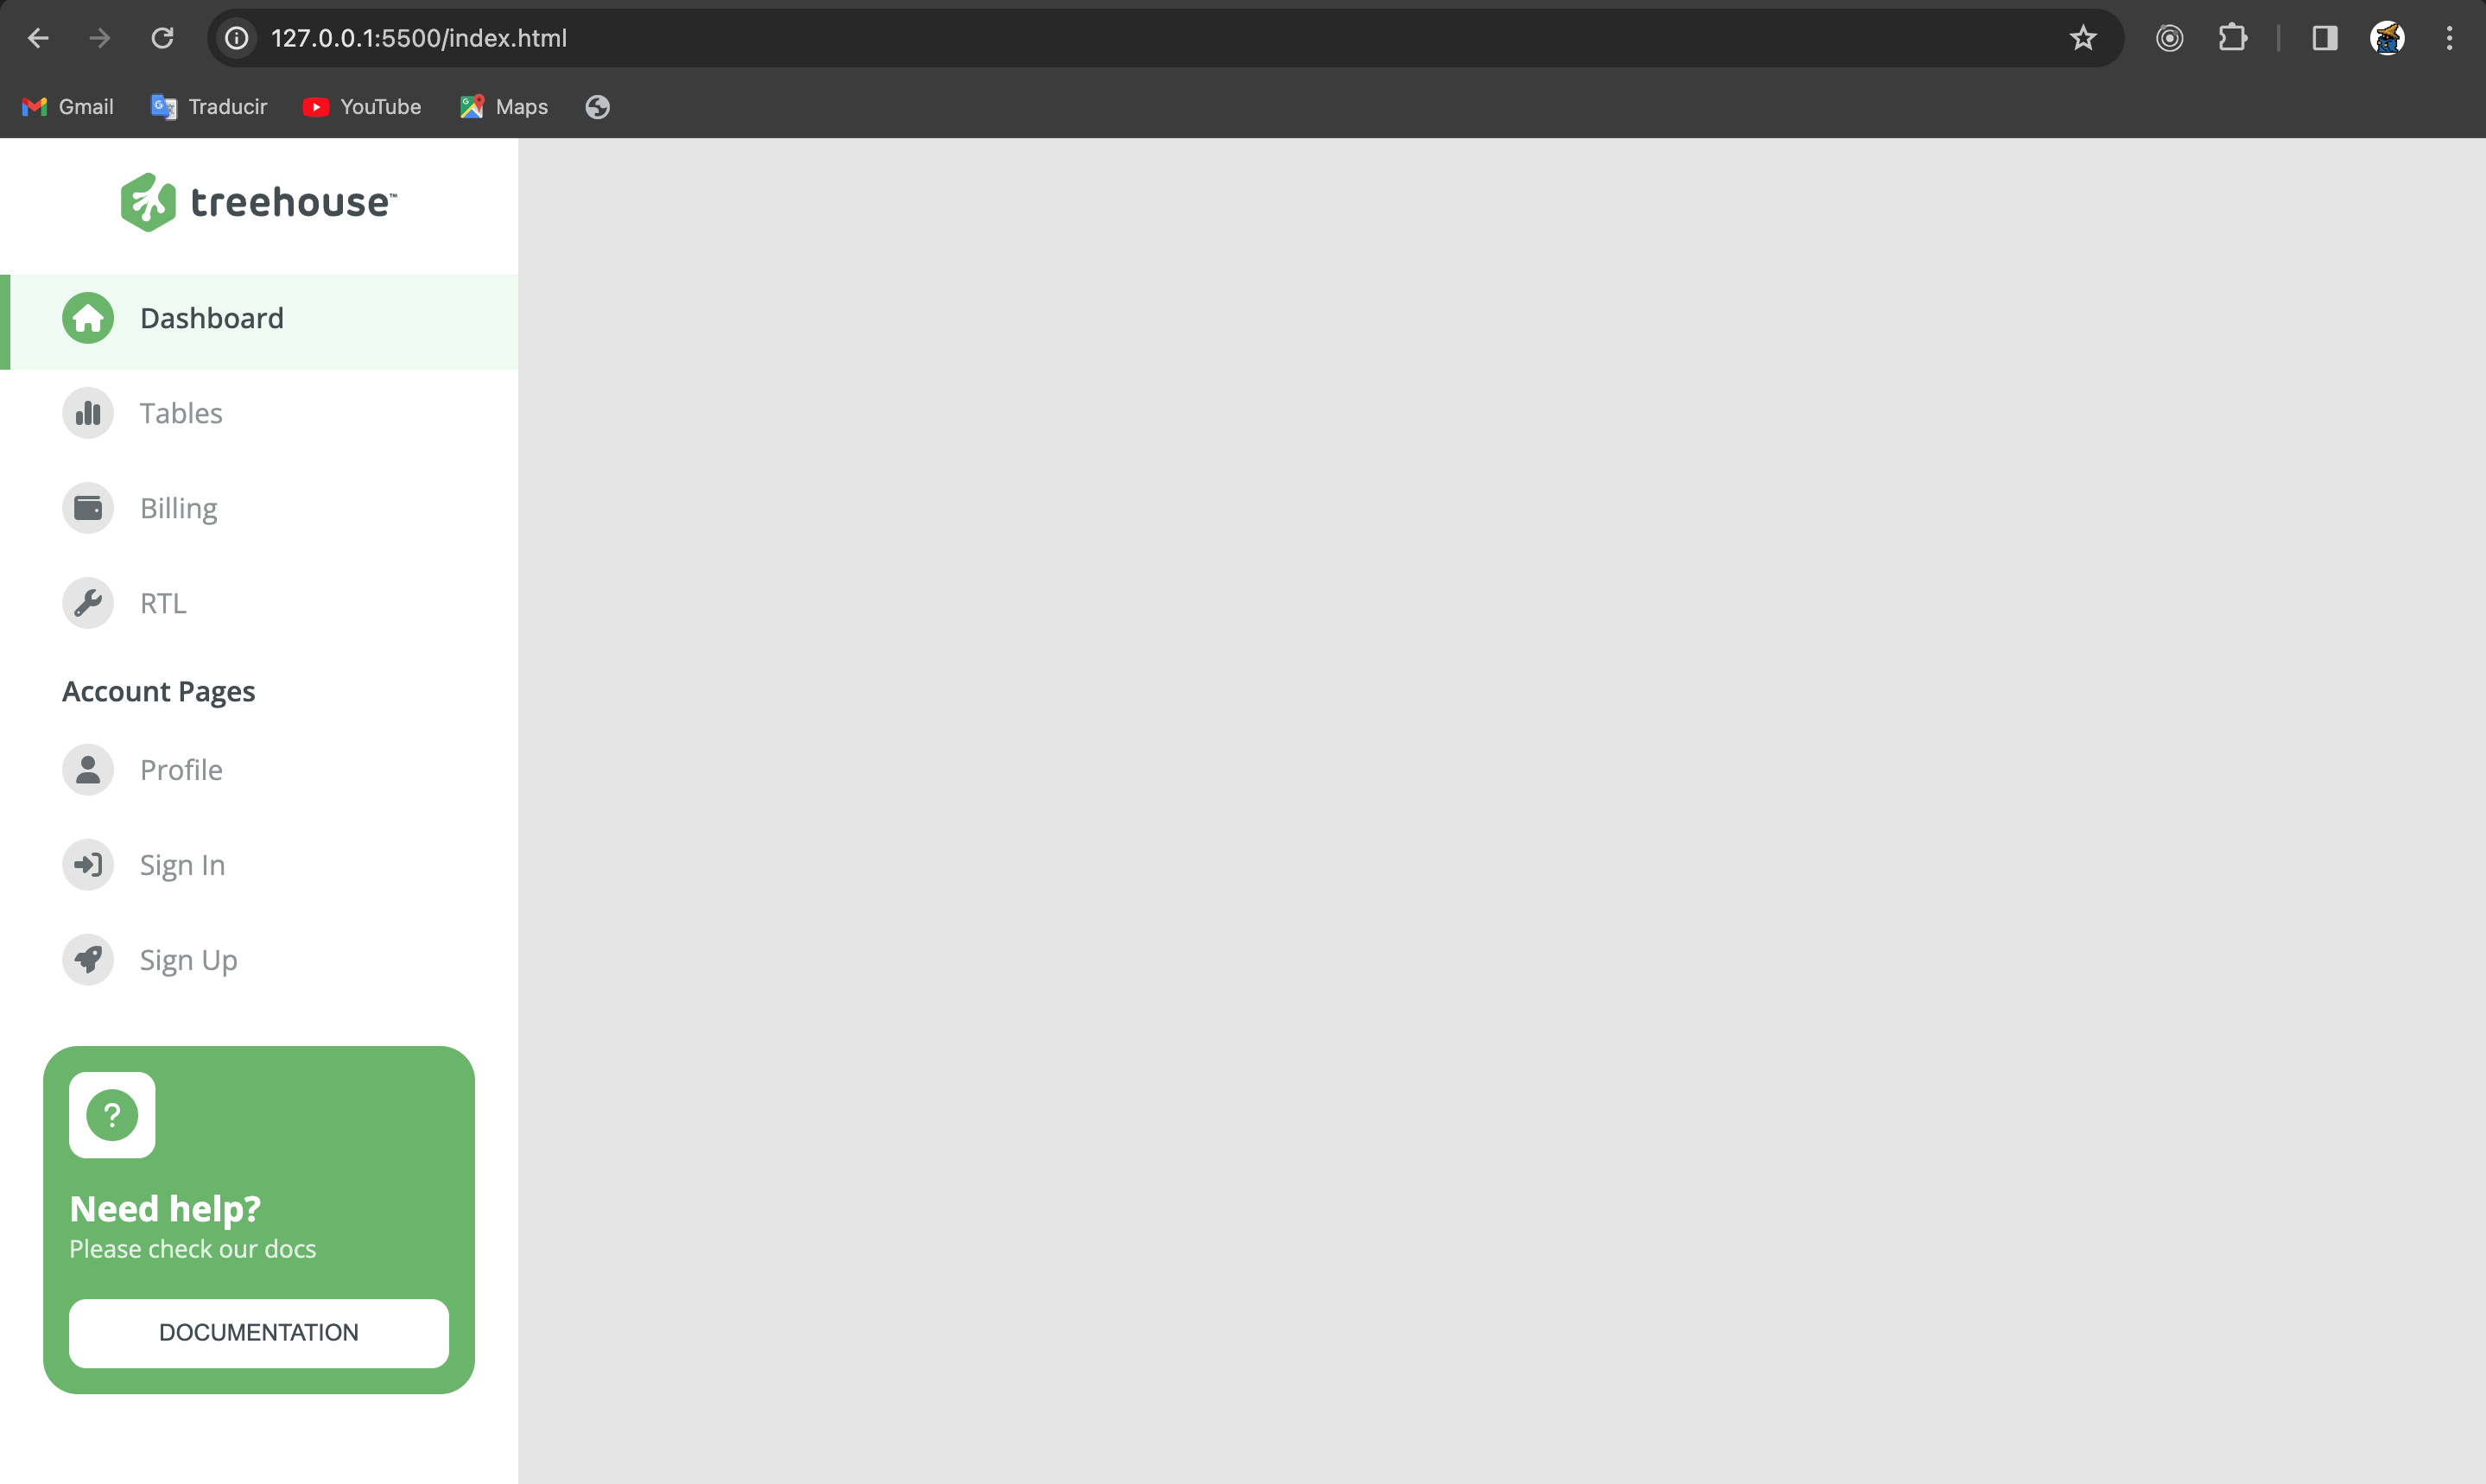 127.0.0.1:5500/index.html
Gmail Traducir YouTube Maps
treehouse™
Dashboard
Tables
Billing
RTL
Account Pages
Profile
Sign In
Sign Up
?
Need help?
Please check our docs
DOCUMENTATION